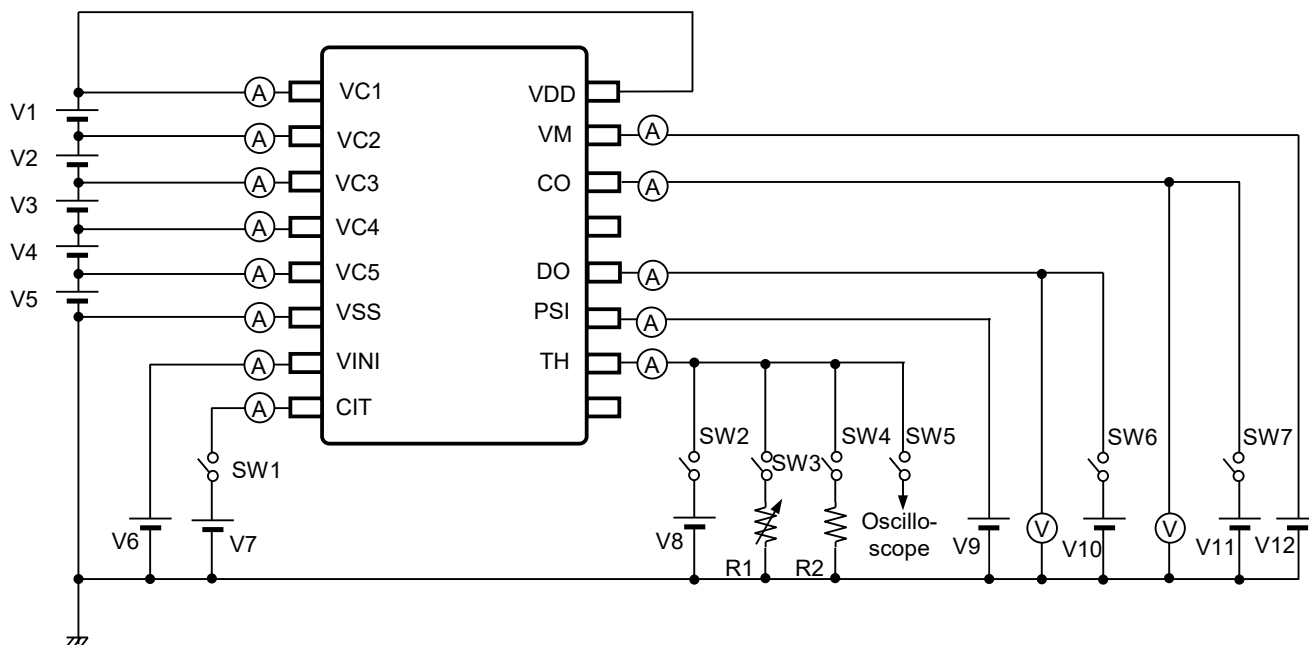 A VC1 VDD
V1
A VC2 VM A
V2
A VC3 CO A
V3
A VC4
V4
A VC5 DO A
V5
A VSS PSI A
A VINI TH A
A CIT
SW1 SW2 SW3 SW4 SW5 SW6 SW7
V6 V7 V8 R1 R2 Oscillo-
scope V9 V V10 V V11 V12